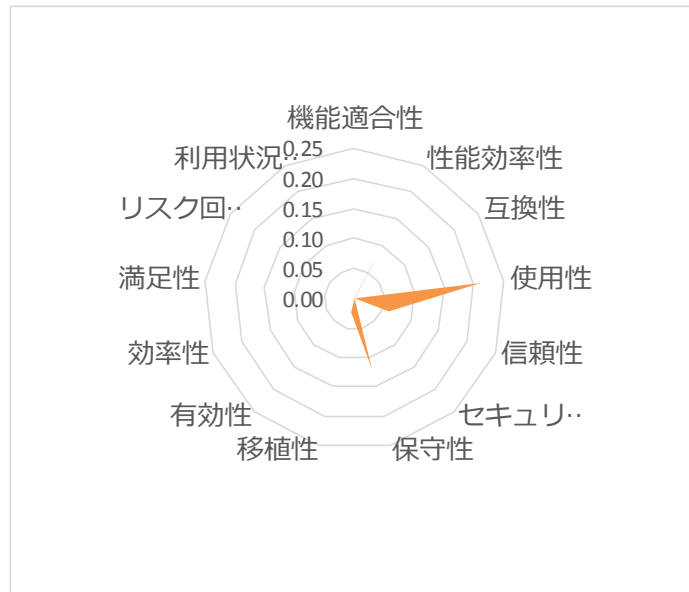 機能適合性
性能効率性
互換性
使用性
信頼性
セキュリ…
保守性
移植性
有効性
効率性
満足性
リスク回…
利用状況…
0.25
0.20
0.15
0.10
0.05
0.00